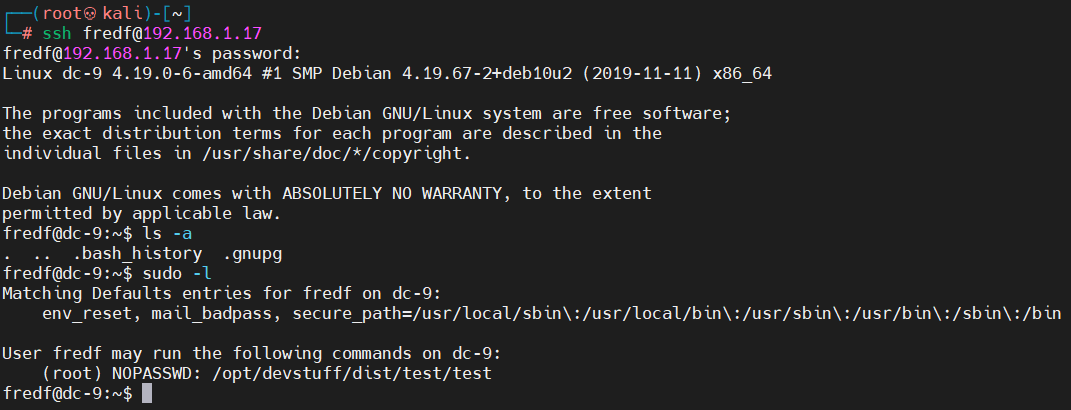 ┌──(root💀kali)-[~]
└─# ssh fredf@192.168.1.17
fredf@192.168.1.17's password:
Linux dc-9 4.19.0-6-amd64 #1 SMP Debian 4.19.67-2+deb10u2 (2019-11-11) x86_64

The programs included with the Debian GNU/Linux system are free software;
the exact distribution terms for each program are described in the
individual files in /usr/share/doc/*/copyright.

Debian GNU/Linux comes with ABSOLUTELY NO WARRANTY, to the extent
permitted by applicable law.
fredf@dc-9:~$ ls -a
.  ..  .bash_history  .gnupg
fredf@dc-9:~$ sudo -l
Matching Defaults entries for fredf on dc-9:
    env_reset, mail_badpass, secure_path=/usr/local/sbin\:/usr/local/bin\:/usr/sbin\:/usr/bin\:/sbin\:/bin

User fredf may run the following commands on dc-9:
    (root) NOPASSWD: /opt/devstuff/dist/test/test
fredf@dc-9:~$